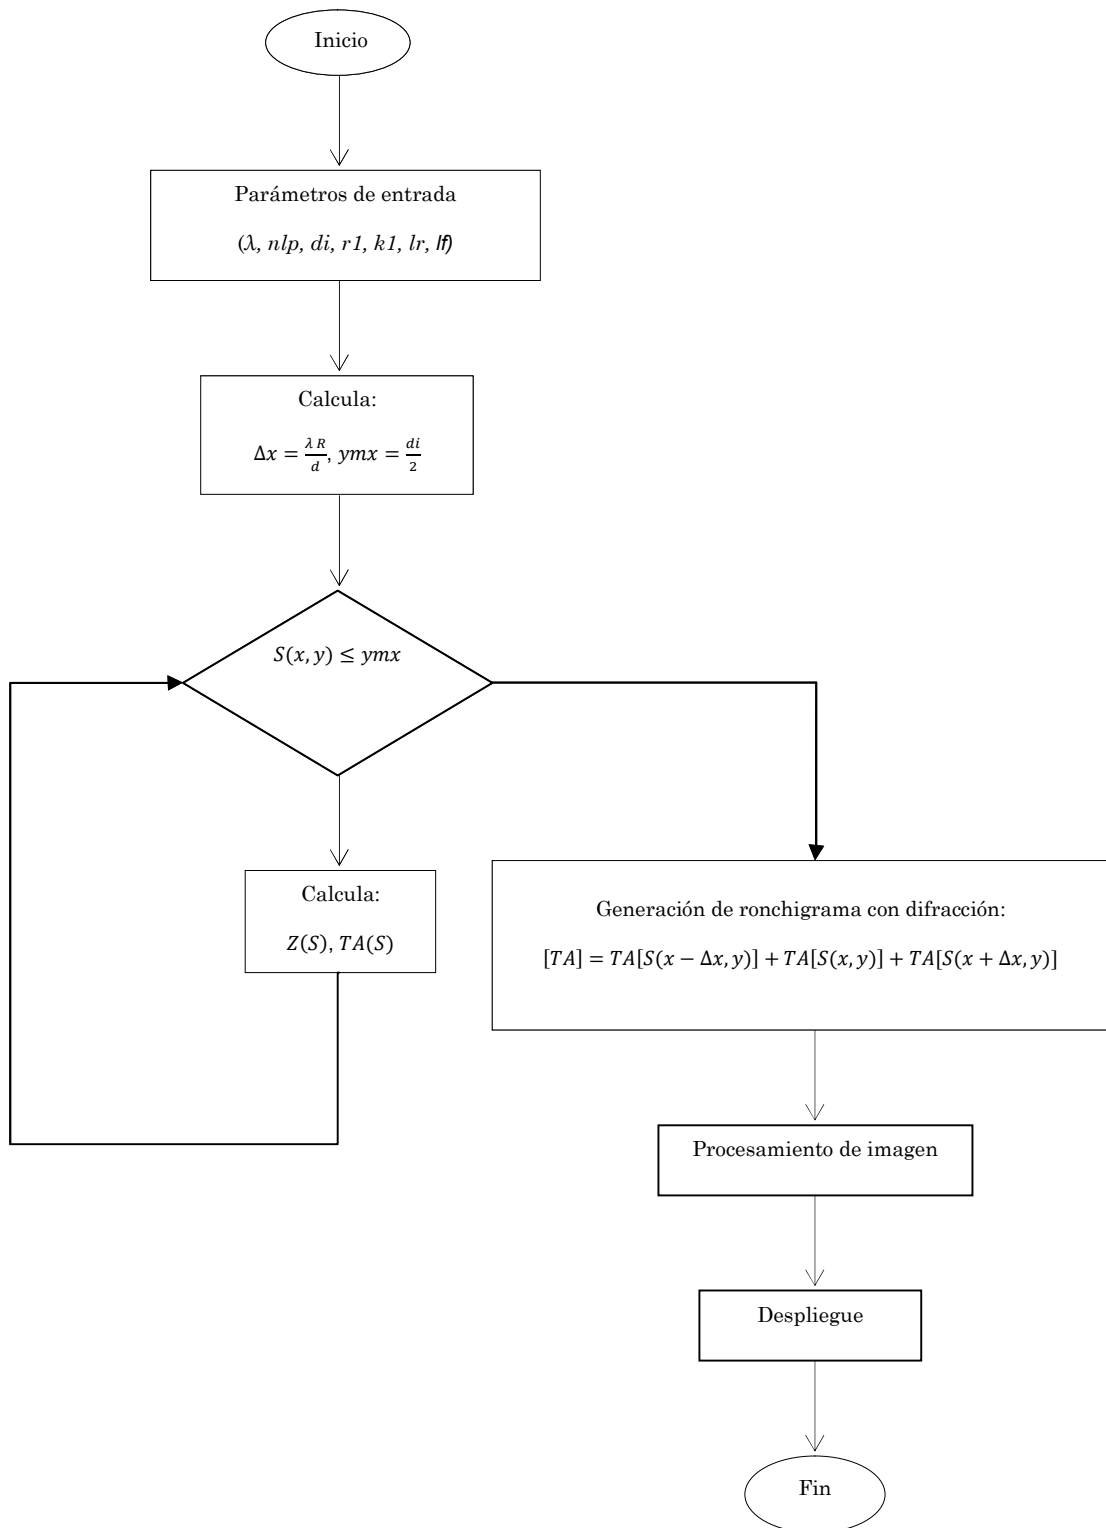 Inicio
Parámetros de entrada
(λ, nlp, di, r1, k1, lr, lf)
Calcula:
Δx = λ R / d, ymx = di / 2
S(x, y) ≤ ymx
Calcula:
Z(S), TA(S)
Generación de ronchigrama con difracción:
[TA] = TA[S(x − Δx, y)] + TA[S(x, y)] + TA[S(x + Δx, y)]
Procesamiento de imagen
Despliegue
Fin